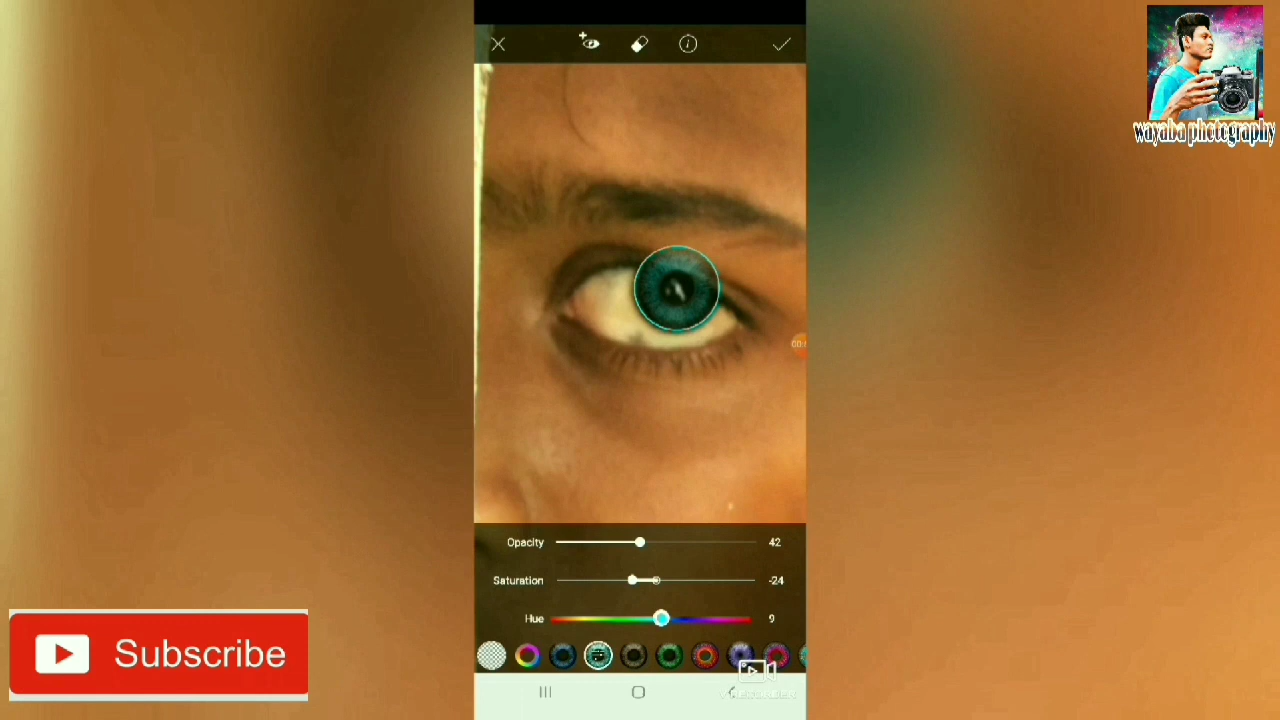 wayaba photography
Opacity 42
Saturation -24
Hue 9
Subscribe